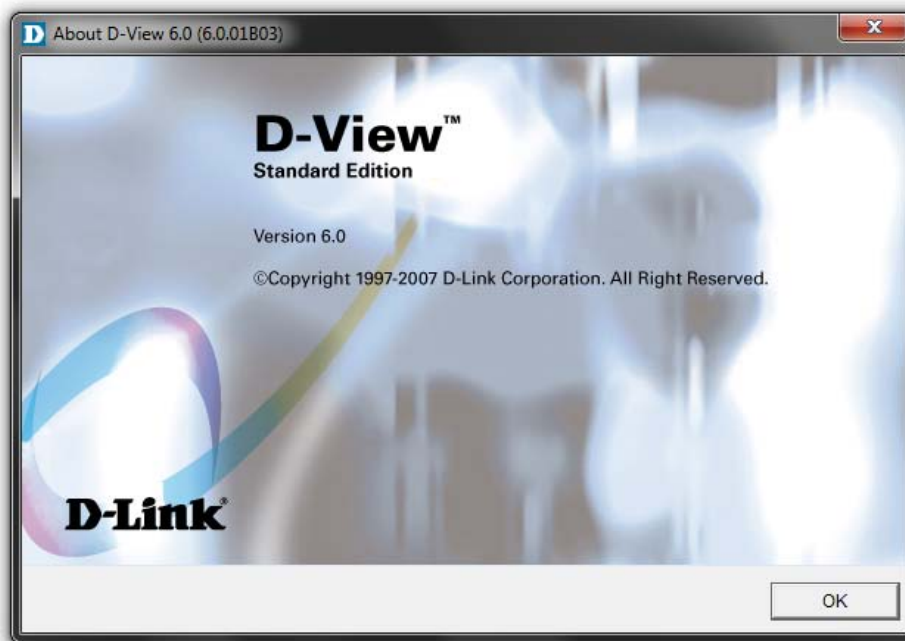 About D-View 6.0 (6.0.01B03)
D-View™
Standard Edition
Version 6.0
©Copyright 1997-2007 D-Link Corporation. All Right Reserved.
D-Link®
OK